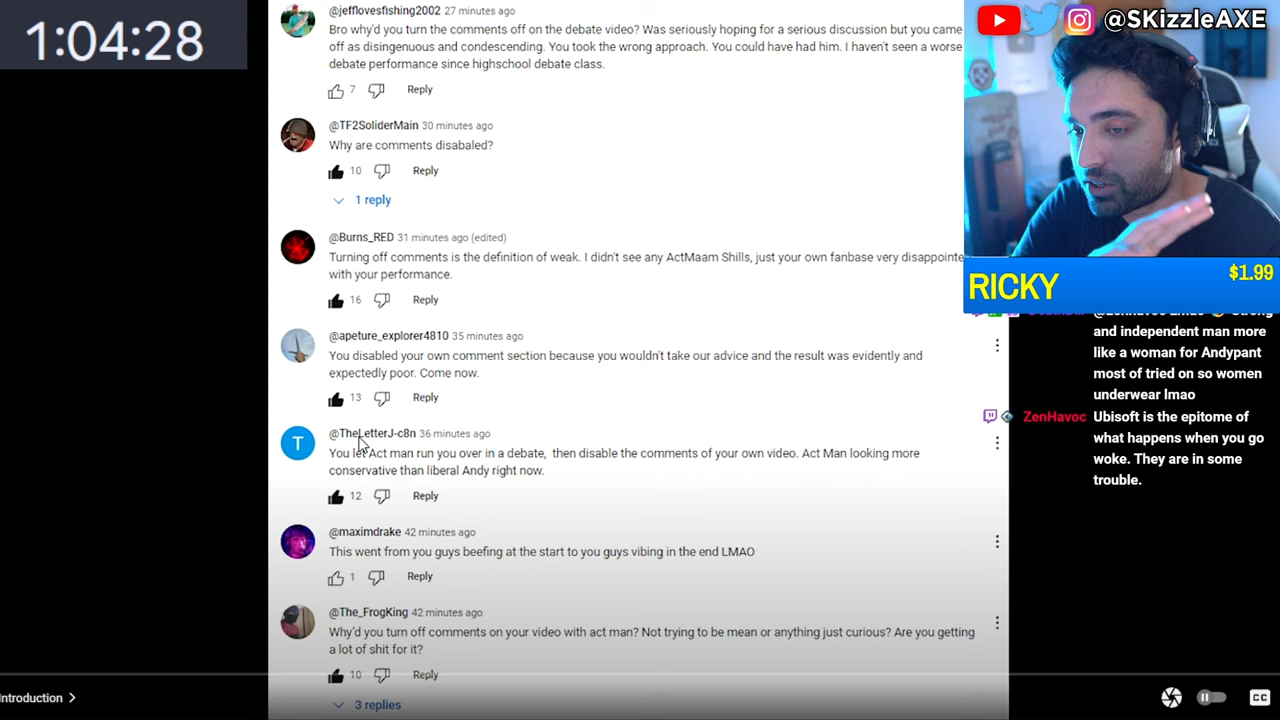 1:04:28
@SKizzleAXE
@jefflovesfishing2002 27 minutes ago
Bro why'd you turn the comments off on the debate video? Was seriously hoping for a serious discussion but you came
off as disingenuous and condescending. You took the wrong approach. You could have had him. I haven't seen a worse
debate performance since highschool debate class.
7 Reply
@TF2SoliderMain 30 minutes ago
Why are comments disabaled?
10 Reply
1 reply
@Burns_RED 31 minutes ago (edited)
Turning off comments is the definition of weak. I didn't see any ActMaam Shills, just your own fanbase very disappointe
with your performance.
16 Reply
@apeture_explorer4810 35 minutes ago
You disabled your own comment section because you wouldn't take our advice and the result was evidently and
expectedly poor. Come now.
13 Reply
T
@TheLetterJ-c8n 36 minutes ago
You let Act man run you over in a debate, then disable the comments of your own video. Act Man looking more
conservative than liberal Andy right now.
12 Reply
@maximdrake 42 minutes ago
This went from you guys beefing at the start to you guys vibing in the end LMAO
1 Reply
@The_FrogKing 42 minutes ago
Why'd you turn off comments on your video with act man? Not trying to be mean or anything just curious? Are you getting
a lot of shit for it?
10 Reply
3 replies
RICKY
$1.99
and independent man more
like a woman for Andypant
most of tried on so women
underwear lmao
ZenHavoc Ubisoft is the epitome of
what happens when you go
woke. They are in some
trouble.
Introduction
CC